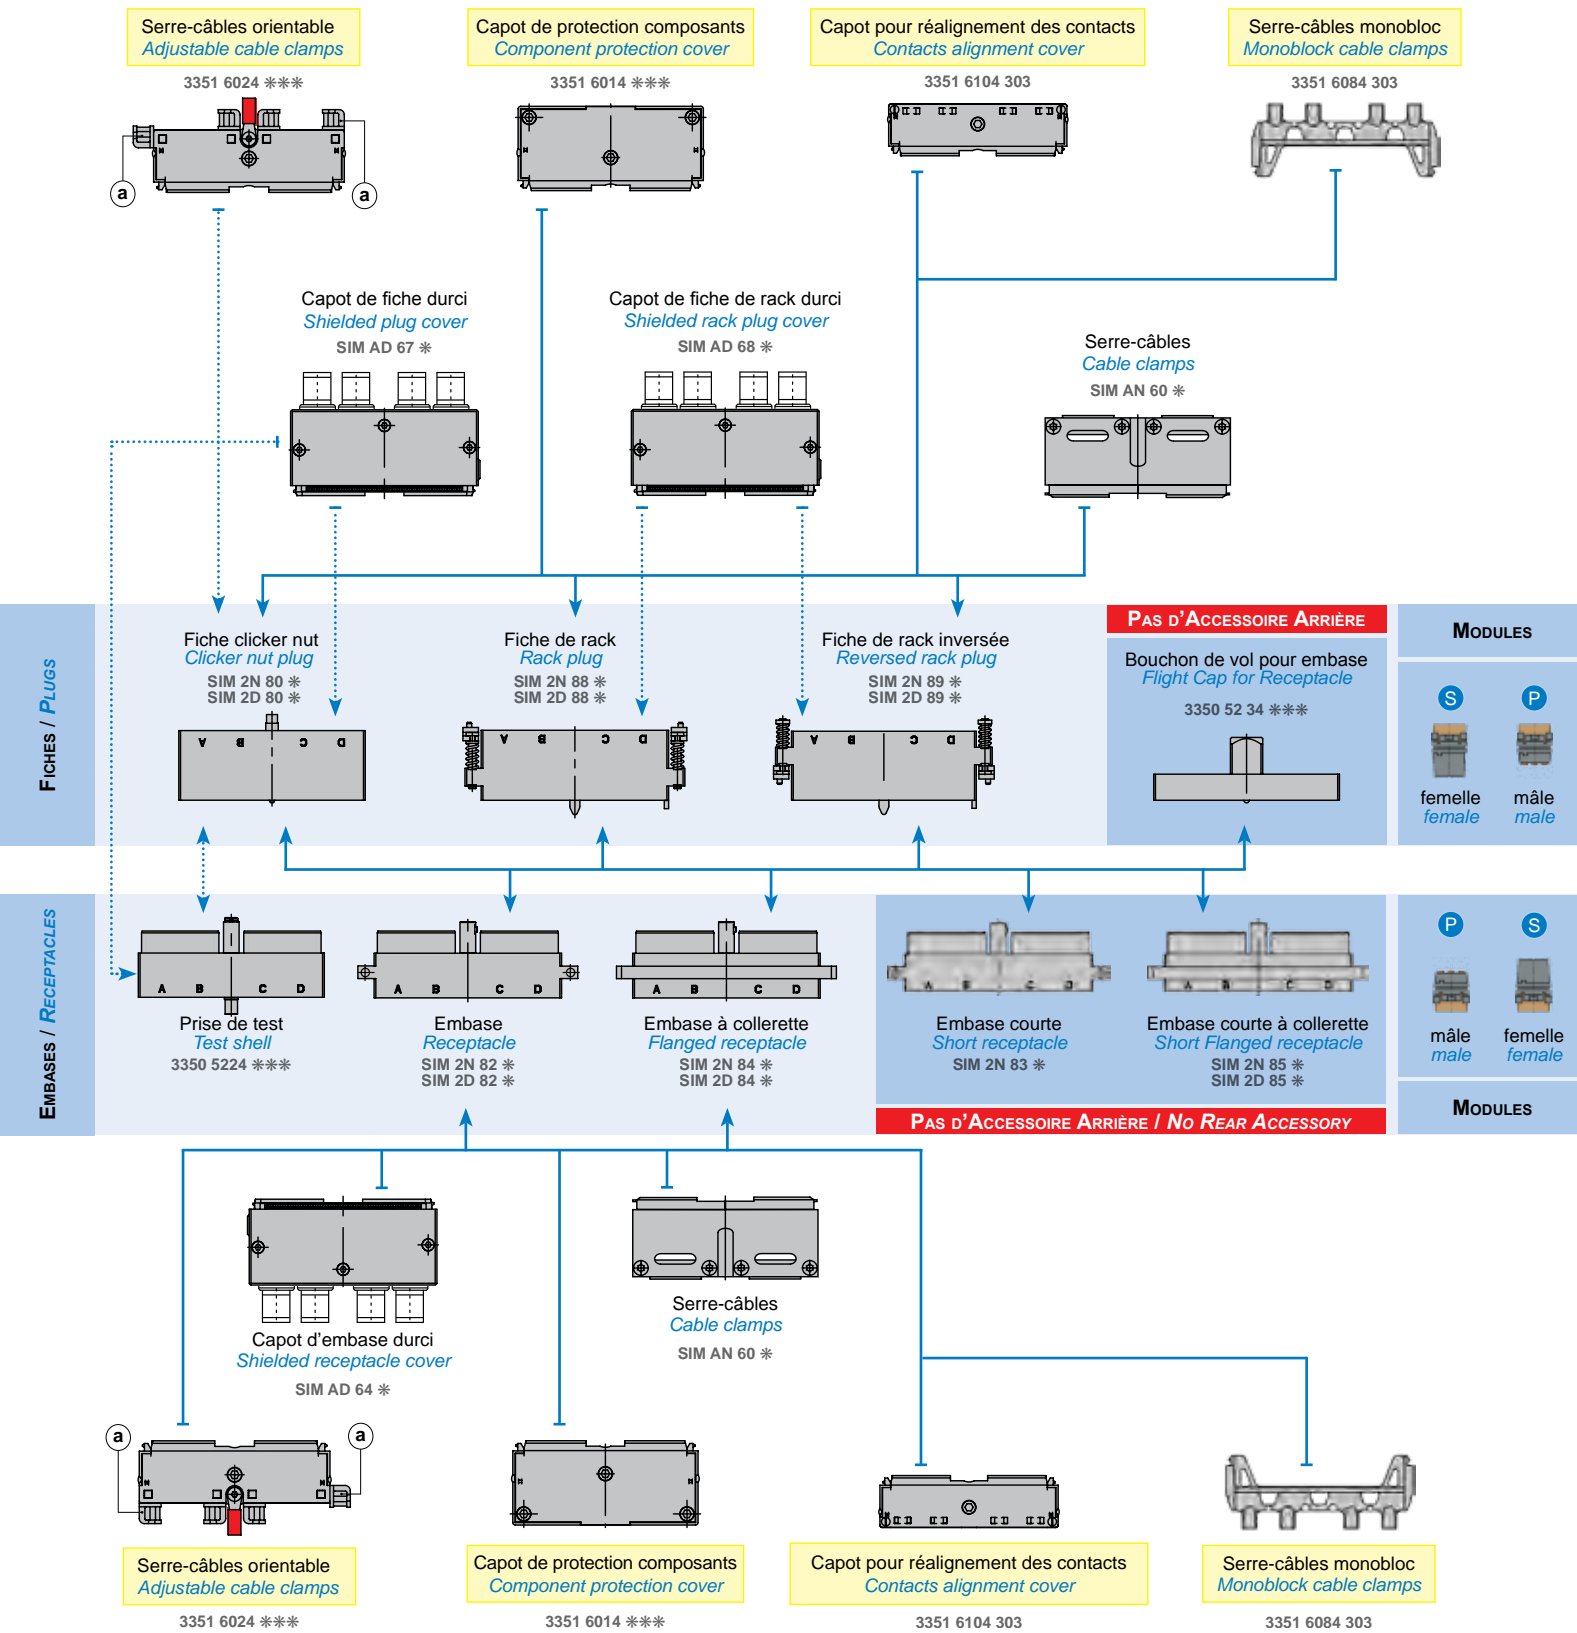 Serre-câbles orientable
Adjustable cable clamps
3351 6024 ✳✳✳
Capot de protection composants
Component protection cover
3351 6014 ✳✳✳
Capot pour réalignement des contacts
Contacts alignment cover
3351 6104 303
Serre-câbles monobloc
Monoblock cable clamps
3351 6084 303
a
a
Capot de fiche durci
Shielded plug cover
SIM AD 67 ✳
Capot de fiche de rack durci
Shielded rack plug cover
SIM AD 68 ✳
Serre-câbles
Cable clamps
SIM AN 60 ✳
FICHES / PLUGS
Fiche clicker nut
Clicker nut plug
SIM 2N 80 ✳
SIM 2D 80 ✳
A B C D
Fiche de rack
Rack plug
SIM 2N 88 ✳
SIM 2D 88 ✳
A B C D
Fiche de rack inversée
Reversed rack plug
SIM 2N 89 ✳
SIM 2D 89 ✳
A B C D
PAS D'ACCESSOIRE ARRIÈRE
Bouchon de vol pour embase
Flight Cap for Receptacle
3350 52 34 ✳✳✳
MODULES
S P
femelle mâle
female male
EMBASES / RECEPTACLES
A B C D
Prise de test
Test shell
3350 5224 ✳✳✳
A B C D
Embase
Receptacle
SIM 2N 82 ✳
SIM 2D 82 ✳
A B C D
Embase à collerette
Flanged receptacle
SIM 2N 84 ✳
SIM 2D 84 ✳
A B C D
Embase courte
Short receptacle
SIM 2N 83 ✳
A B C D
Embase courte à collerette
Short Flanged receptacle
SIM 2N 85 ✳
SIM 2D 85 ✳
PAS D'ACCESSOIRE ARRIÈRE / NO REAR ACCESSORY
P S
mâle femelle
male female
MODULES
Capot d'embase durci
Shielded receptacle cover
SIM AD 64 ✳
Serre-câbles
Cable clamps
SIM AN 60 ✳
a
a
Serre-câbles orientable
Adjustable cable clamps
3351 6024 ✳✳✳
Capot de protection composants
Component protection cover
3351 6014 ✳✳✳
Capot pour réalignement des contacts
Contacts alignment cover
3351 6104 303
Serre-câbles monobloc
Monoblock cable clamps
3351 6084 303